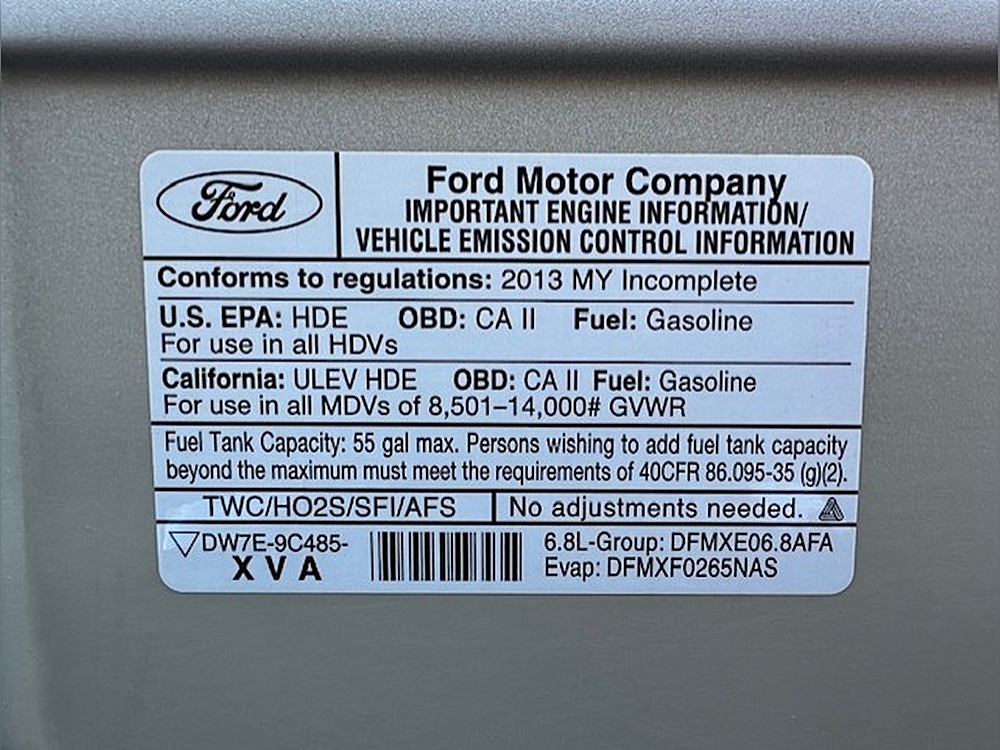 Ford
Ford Motor Company
IMPORTANT ENGINE INFORMATION/
VEHICLE EMISSION CONTROL INFORMATION
Conforms to regulations: 2013 MY Incomplete
U.S. EPA: HDE OBD: CA II Fuel: Gasoline
For use in all HDVs
California: ULEV HDE OBD: CA II Fuel: Gasoline
For use in all MDVs of 8,501–14,000# GVWR
Fuel Tank Capacity: 55 gal max. Persons wishing to add fuel tank capacity
beyond the maximum must meet the requirements of 40CFR 86.095-35 (g)(2).
TWC/HO2S/SFI/AFS No adjustments needed.
DW7E-9C485-
X V A
6.8L-Group: DFMXE06.8AFA
Evap: DFMXF0265NAS